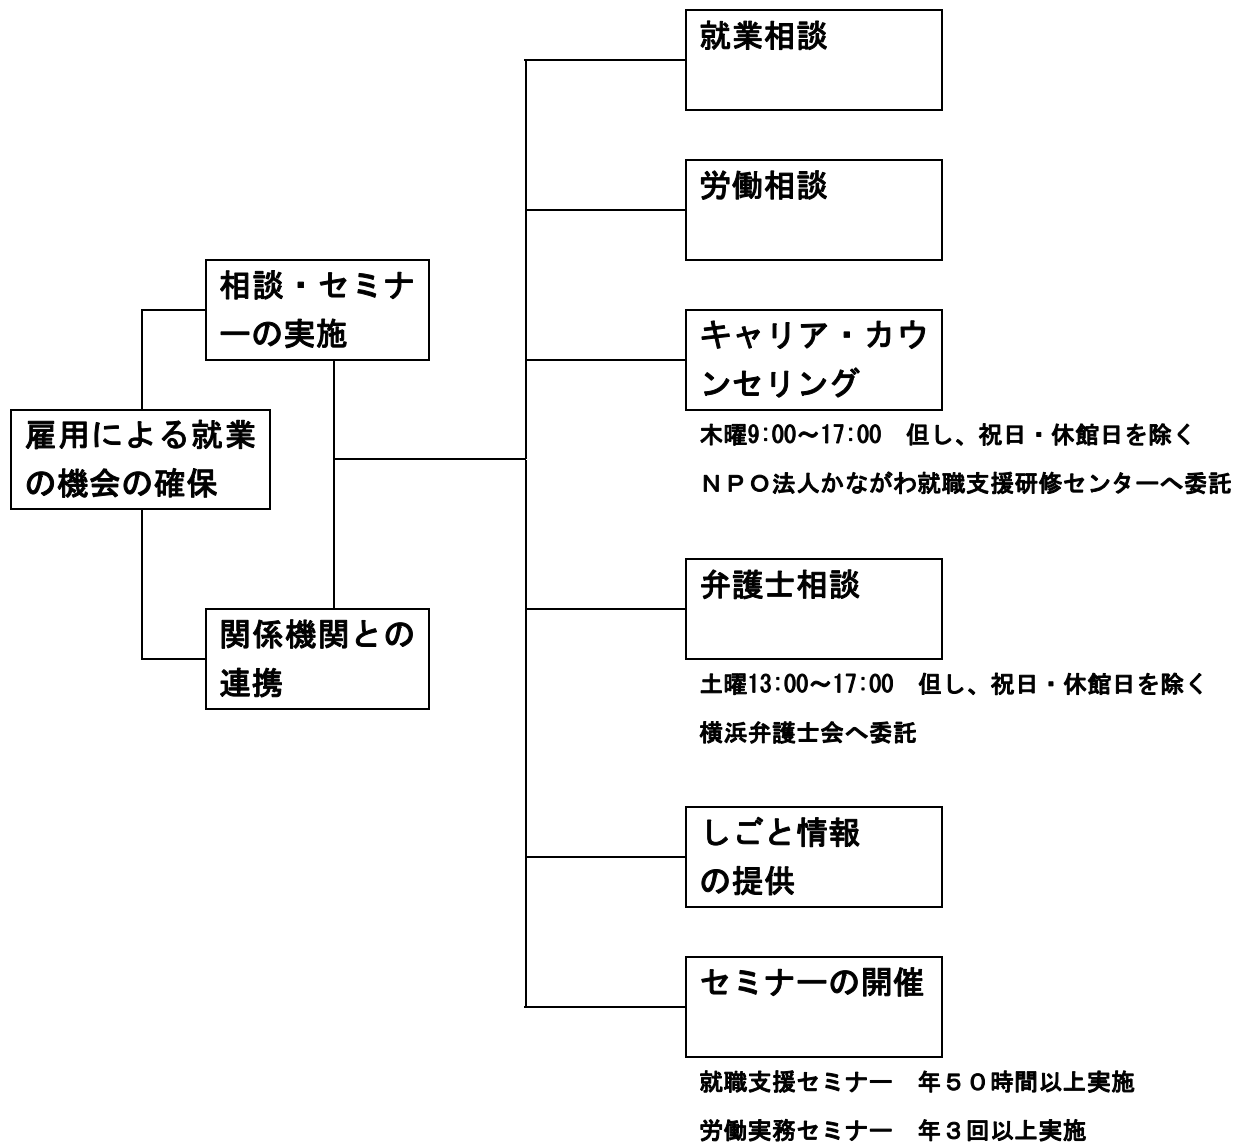 就業相談
労働相談
相談・セミナ
ーの実施
キャリア・カウ
ンセリング
雇用による就業
の機会の確保
木曜9:00～17:00　但し、祝日・休館日を除く
ＮＰＯ法人かながわ就職支援研修センターへ委託
弁護士相談
関係機関との
連携
土曜13:00～17:00　但し、祝日・休館日を除く
横浜弁護士会へ委託
しごと情報
の提供
セミナーの開催
就職支援セミナー　年５０時間以上実施
労働実務セミナー　年３回以上実施